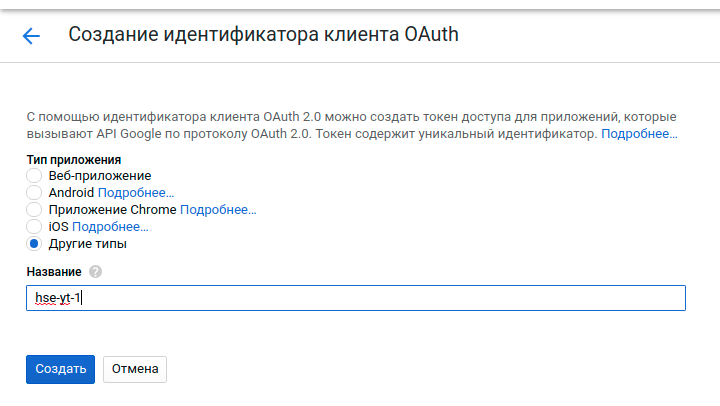 Создание идентификатора клиента OAuth
С помощью идентификатора клиента OAuth 2.0 можно создать токен доступа для приложений, которые
вызывают API Google по протоколу OAuth 2.0. Токен содержит уникальный идентификатор. Подробнее…
Тип приложения
Веб-приложение
Android Подробнее…
Приложение Chrome Подробнее…
iOS Подробнее…
Другие типы
Название ?
hse-yt-1
Создать Отмена